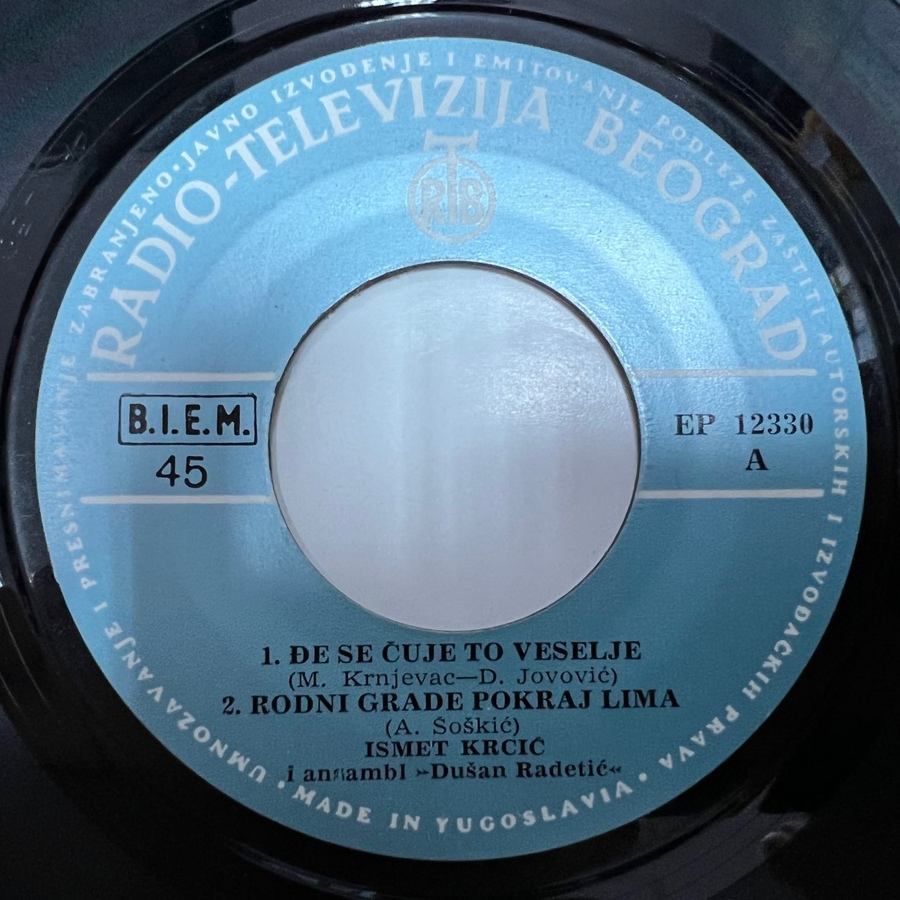 UMNOZAVANJE I PRESNIMAVANJE ZABRANJENO · JAVNO IZVOĐENJE I EMITOVANJE PODLEZE ZAŠTITI AUTORSKIH I IZVOĐAČKIH PRAVA
RADIO-TELEVIZIJA BEOGRAD
RTB
B.I.E.M.
45
EP 12330
A
1. ĐE SE ČUJE TO VESELJE
(M. Krnjevac—D. Jovović)
2. RODNI GRADE POKRAJ LIMA
(A. Šoškić)
ISMET KRCIĆ
i ansambl »Dušan Radetić«
· MADE IN YUGOSLAVIA ·